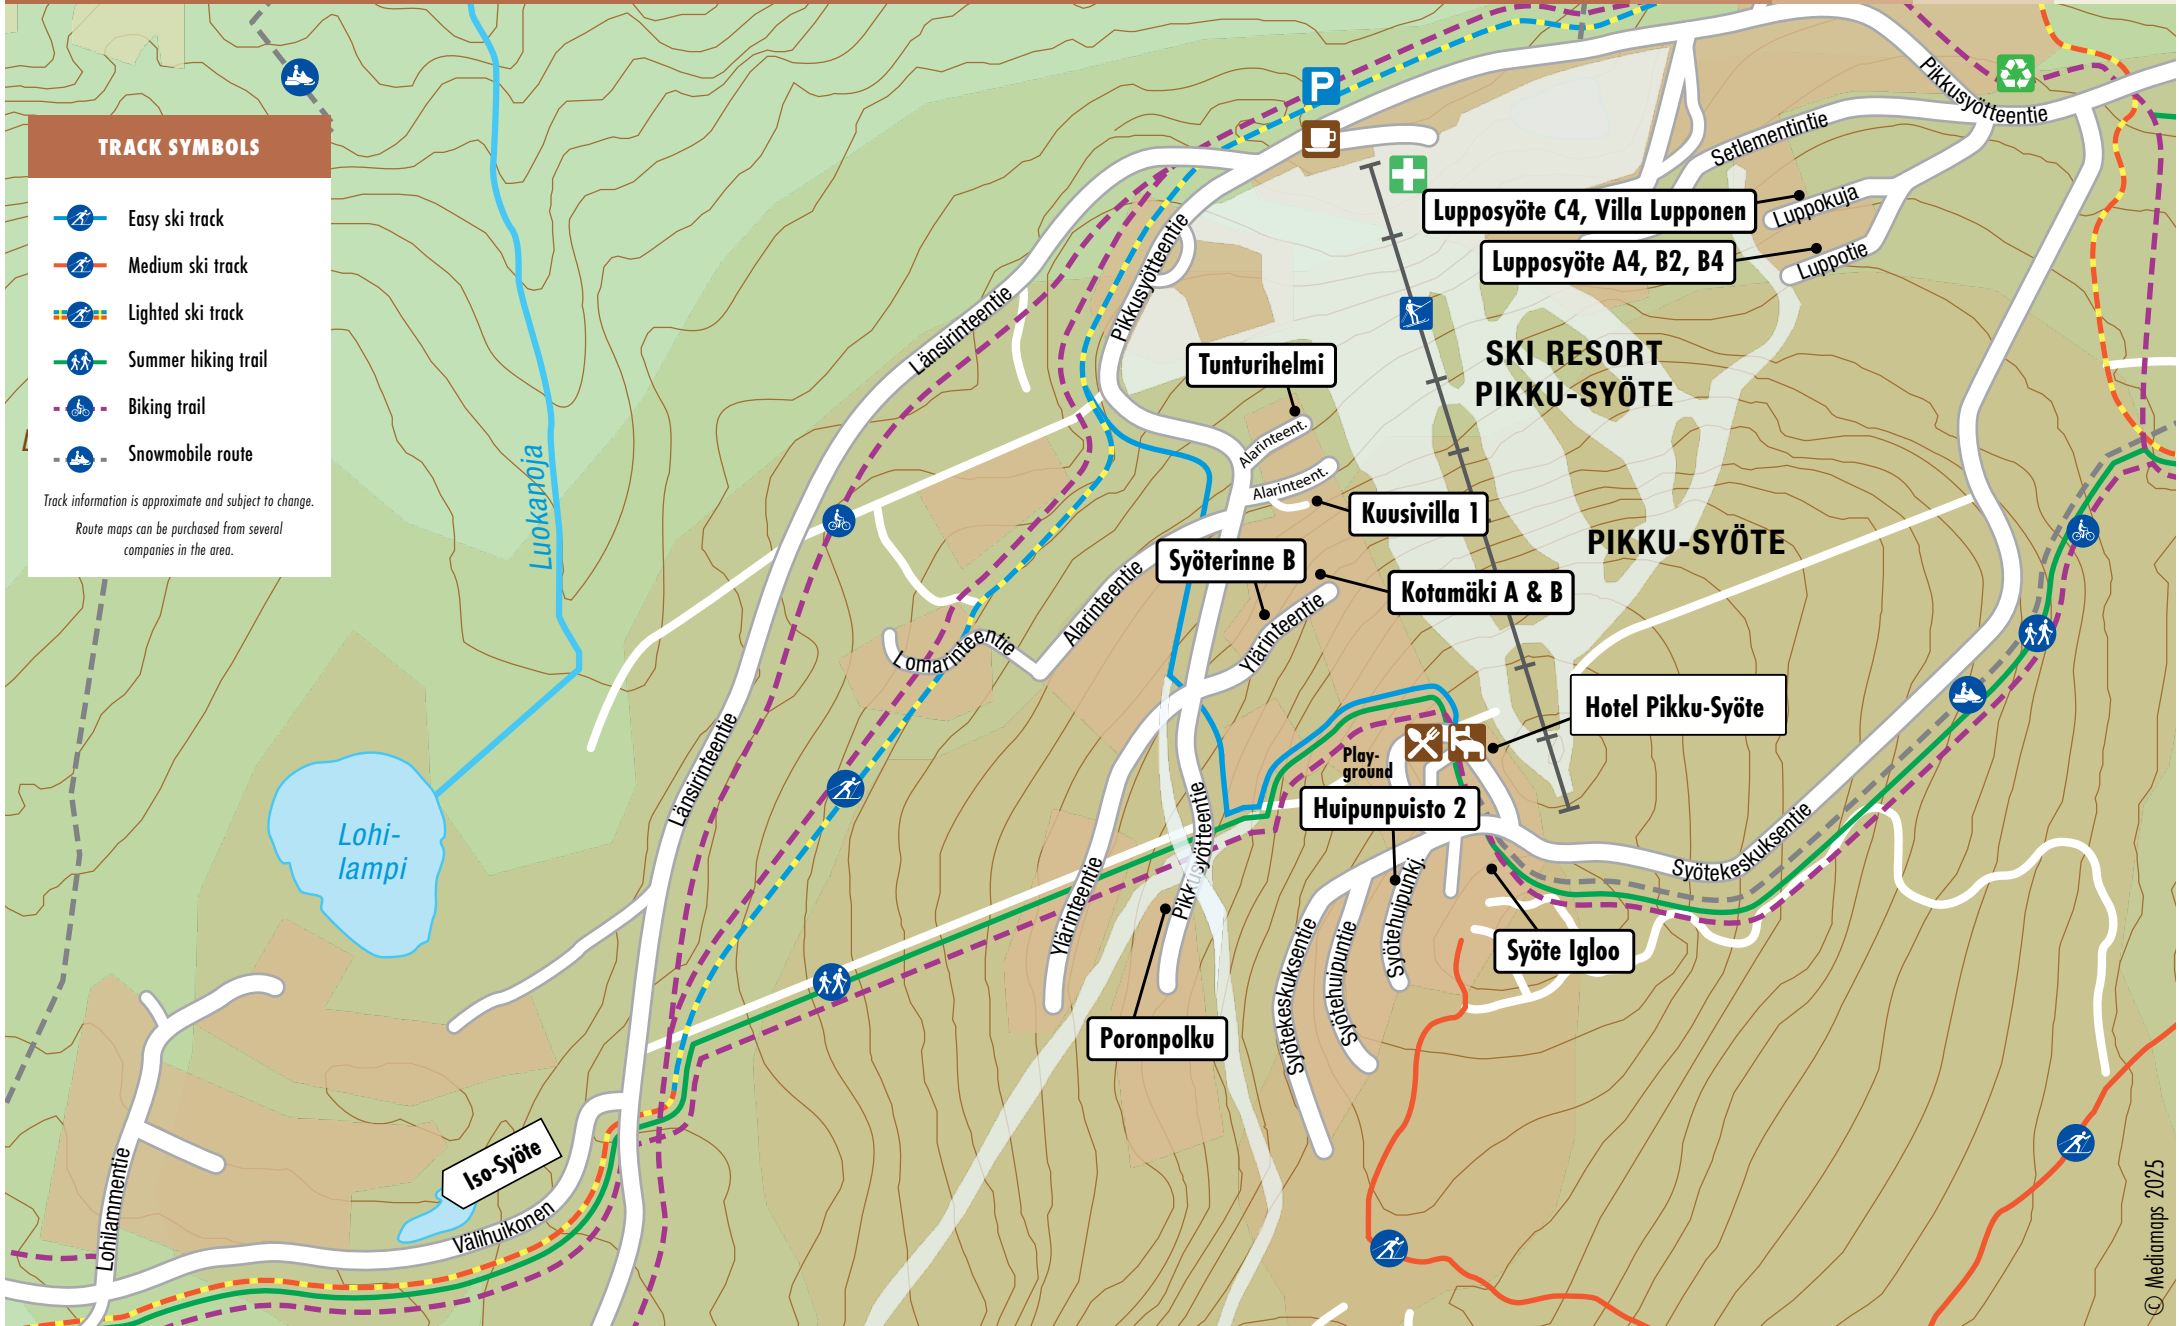 TRACK SYMBOLS
Easy ski track
Medium ski track
Lighted ski track
Summer hiking trail
Biking trail
Snowmobile route
Track information is approximate and subject to change.
Route maps can be purchased from several
companies in the area.
Luokanoja
Lohi-
lampi
P
Pikkusyötteentie
Setlementintie
Luppokuja
Luppotie
Lupposyöte C4, Villa Lupponen
Lupposyöte A4, B2, B4
Länsirinteentie
Pikkusyötteentie
SKI RESORT
PIKKU-SYÖTE
Tunturihelmi
Alarinteent.
Alarinteent.
Kuusivilla 1
PIKKU-SYÖTE
Syöterinne B
Kotamäki A & B
Alarinteentie
Lomarinteentie
Ylärinteentie
Hotel Pikku-Syöte
Play-
ground
Huipunpuisto 2
Länsirinteentie
Pikkusyötteentie
Ylärinteentie
Syötekeskuksentie
Syötehuipunkj.
Syötehuipuntie
Syötekeskuksentie
Syöte Igloo
Poronpolku
Iso-Syöte
Välihuikonen
Lohilammentie
© Mediamaps 2025